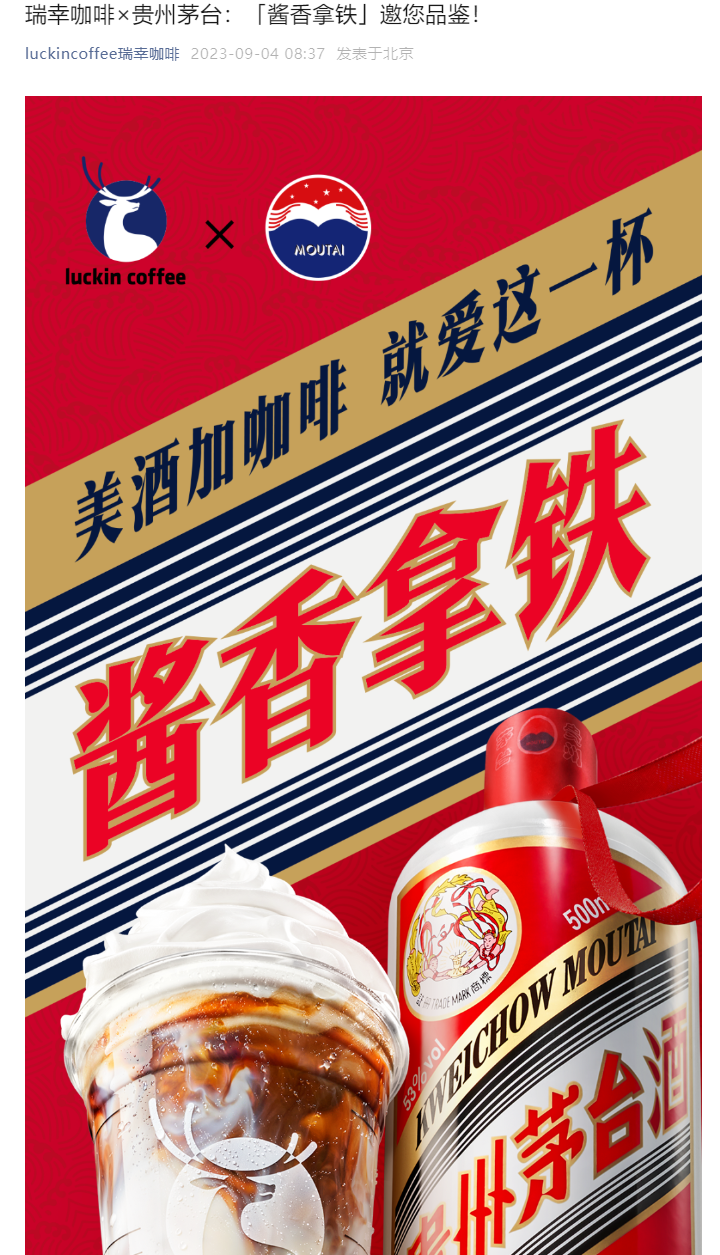 瑞幸咖啡×贵州茅台：「酱香拿铁」邀您品鉴！
luckincoffee瑞幸咖啡 2023-09-04 08:37 发表于北京
luckin coffee
×
MOUTAI
美酒加咖啡 就爱这一杯
酱香拿铁
500m
TRADE MARK 商標
53%vol
KWEICHOW MOUTAI
贵州茅台酒